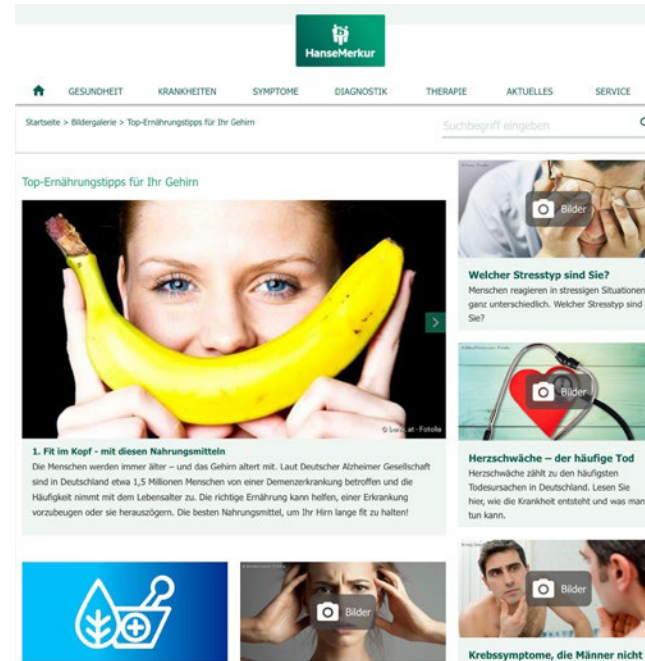 HanseMerkur
GESUNDHEIT KRANKHEITEN SYMPTOME DIAGNOSTIK THERAPIE AKTUELLES SERVICE
Startseite > Bildergalerie > Top-Ernährungstipps für Ihr Gehirn
Suchbegriff eingeben
Top-Ernährungstipps für Ihr Gehirn
1. Fit im Kopf - mit diesen Nahrungsmitteln
Die Menschen werden immer älter – und das Gehirn altert mit. Laut Deutscher Alzheimer Gesellschaft
sind in Deutschland etwa 1,5 Millionen Menschen von einer Demenzerkrankung betroffen und die
Häufigkeit nimmt mit dem Lebensalter zu. Die richtige Ernährung kann helfen, einer Erkrankung
vorzubeugen oder sie herauszögern. Die besten Nahrungsmittel, um Ihr Hirn lange fit zu halten!
Bilder
Bilder
Welcher Stresstyp sind Sie?
Menschen reagieren in stressigen Situationen
ganz unterschiedlich. Welcher Stresstyp sind
Sie?
Bilder
Herzschwäche – der häufige Tod
Herzschwäche zählt zu den häufigsten
Todesursachen in Deutschland. Lesen Sie
hier, wie die Krankheit entsteht und was man
tun kann.
Bilder
Krebssymptome, die Männer nicht